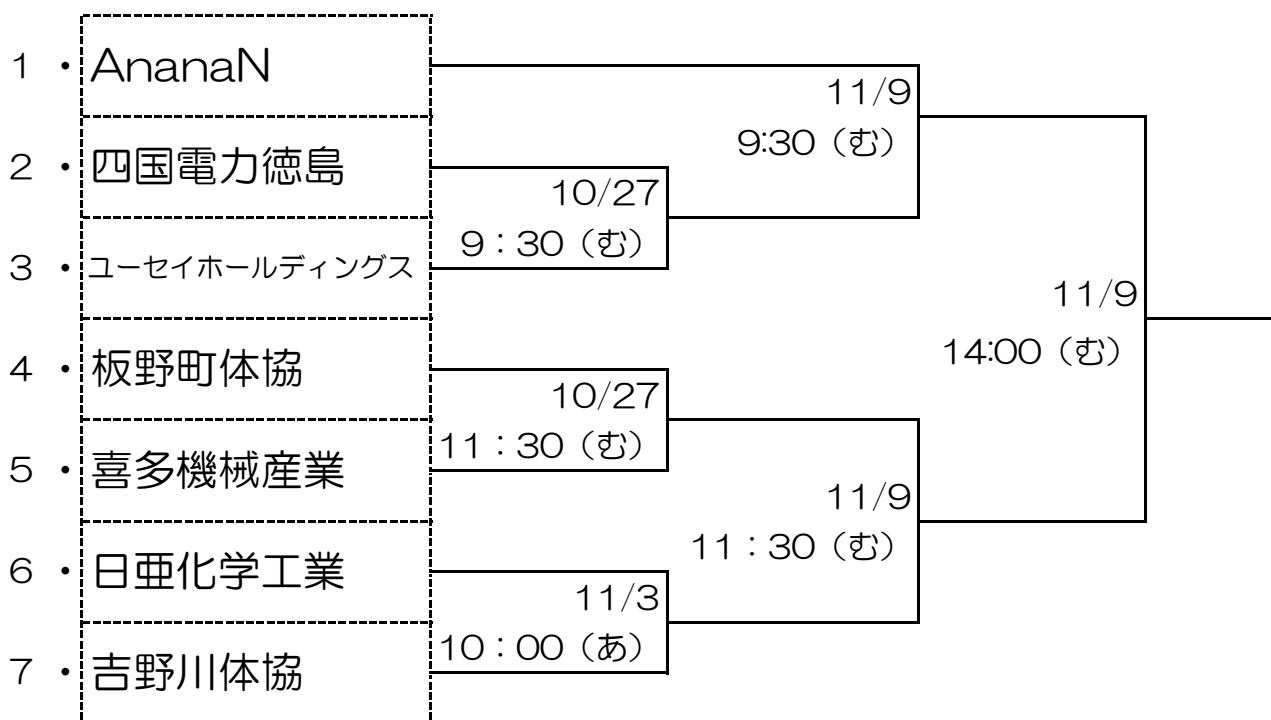 1・AnanaN
11/9
9:30（む）
2・四国電力徳島
10/27
9：30（む）
3・ユーセイホールディングス
11/9
14:00（む）
4・板野町体協
10/27
11：30（む）
5・喜多機械産業
11/9
11：30（む）
6・日亜化学工業
11/3
10：00（あ）
7・吉野川体協